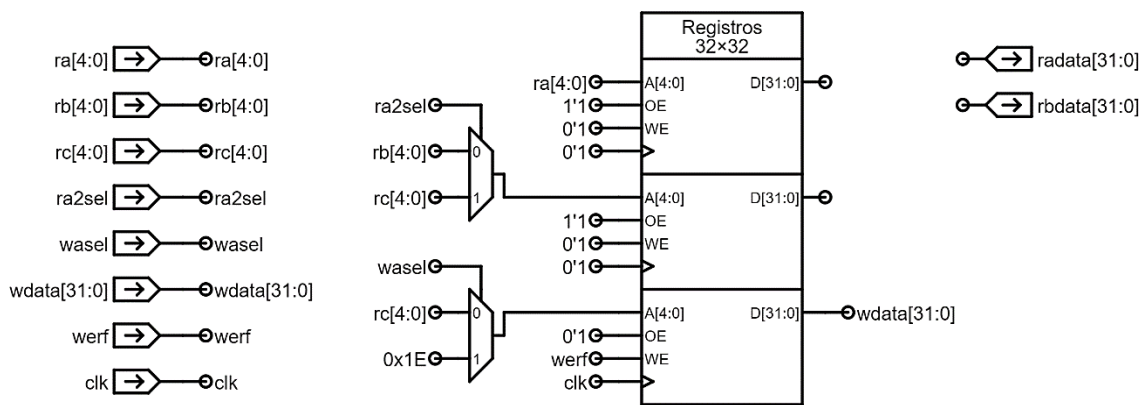 ra[4:0] ra[4:0]
rb[4:0] rb[4:0]
rc[4:0] rc[4:0]
ra2sel ra2sel
wasel wasel
wdata[31:0] wdata[31:0]
werf werf
clk clk
ra2sel
rb[4:0] 0
rc[4:0] 1
wasel
rc[4:0] 0
0x1E 1
Registros
32×32
ra[4:0] A[4:0] D[31:0]
1'1 OE
0'1 WE
0'1
A[4:0] D[31:0]
1'1 OE
0'1 WE
0'1
A[4:0] D[31:0] wdata[31:0]
0'1 OE
werf WE
clk
radata[31:0]
rbdata[31:0]